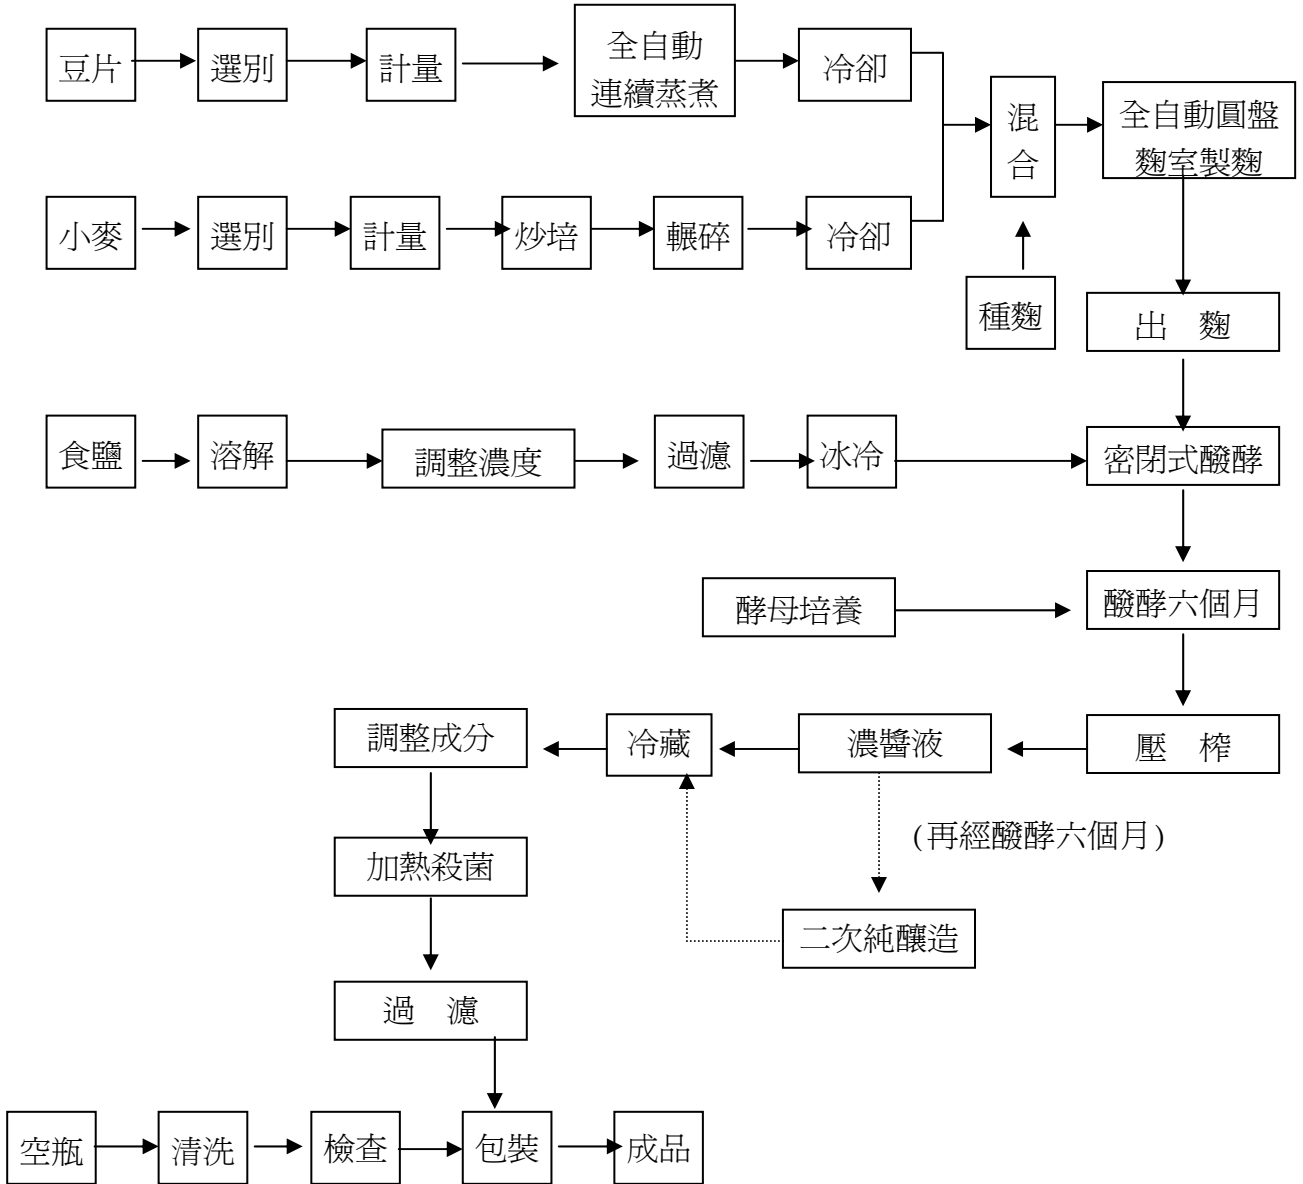 豆片
選別
計量
全自動
連續蒸煮
冷卻
混
合
全自動圓盤
麴室製麴
小麥
選別
計量
炒培
輾碎
冷卻
種麴
出　麴
食鹽
溶解
調整濃度
過濾
冰冷
密閉式醱酵
酵母培養
醱酵六個月
調整成分
冷藏
濃醬液
壓　榨
(再經醱酵六個月)
加熱殺菌
二次純釀造
過　濾
空瓶
清洗
檢查
包裝
成品